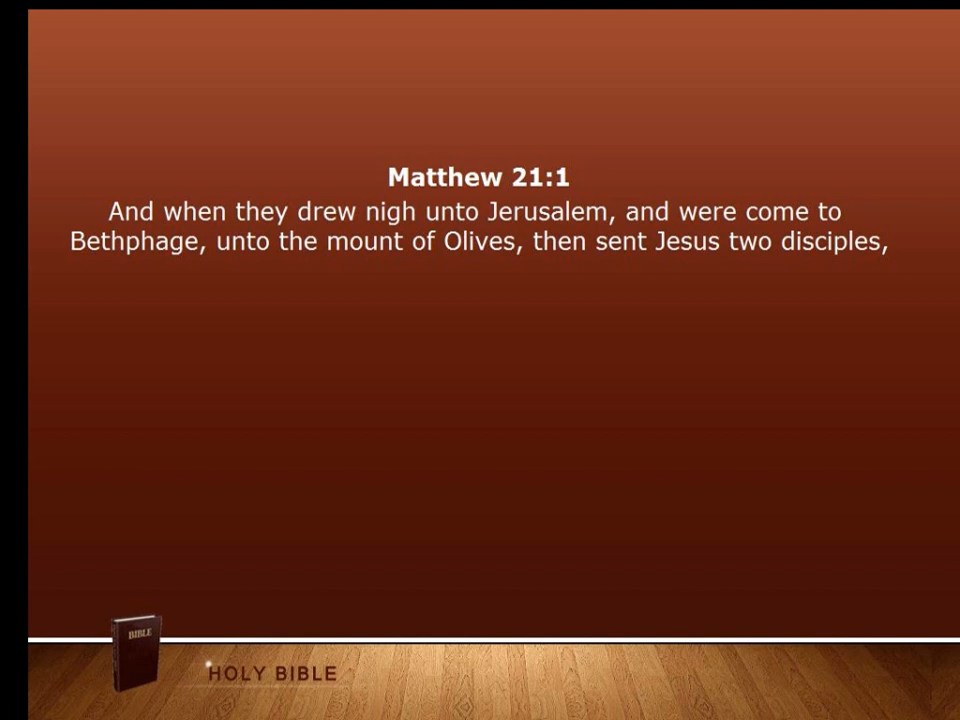 Matthew 21:1
And when they drew nigh unto Jerusalem, and were come to
Bethphage, unto the mount of Olives, then sent Jesus two disciples,
BIBLE
HOLY BIBLE